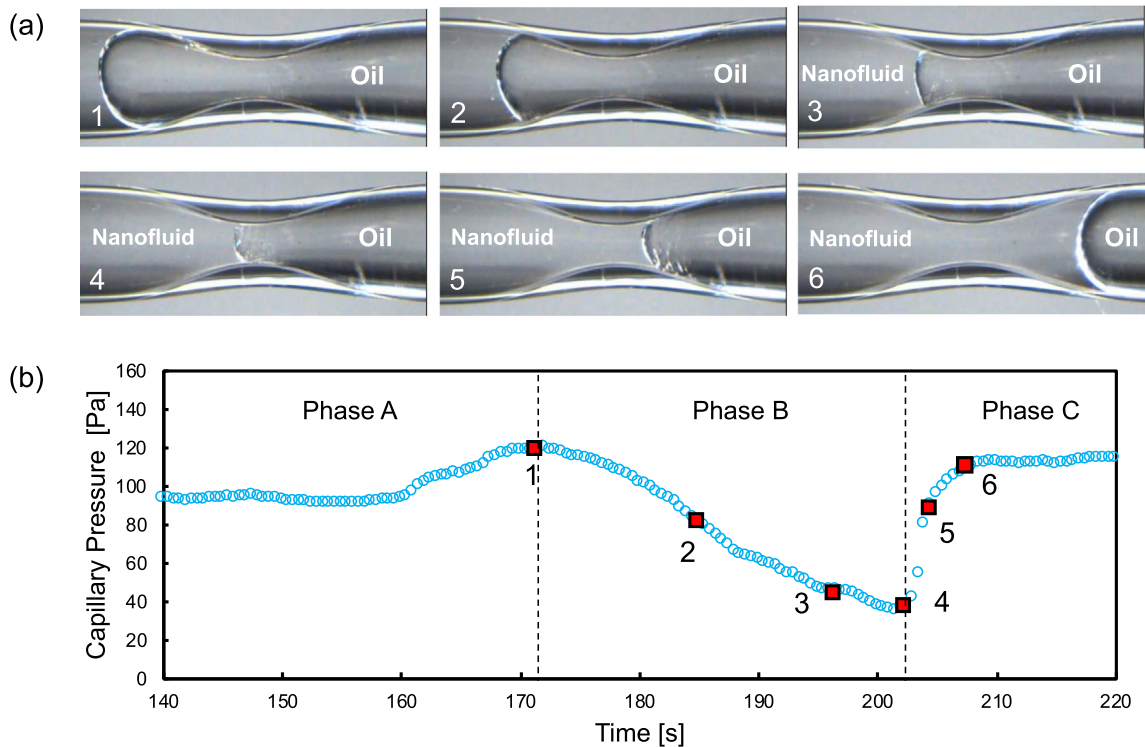 (a)
Oil
1
Oil
2
Nanofluid
Oil
3
Nanofluid
Oil
4
Nanofluid
Oil
5
Nanofluid
Oil
6
(b)
Capillary Pressure [Pa]
160
140
120
100
80
60
40
20
0
Phase A
Phase B
Phase C
1
2
3
4
5
6
140
150
160
170
180
190
200
210
220
Time [s]